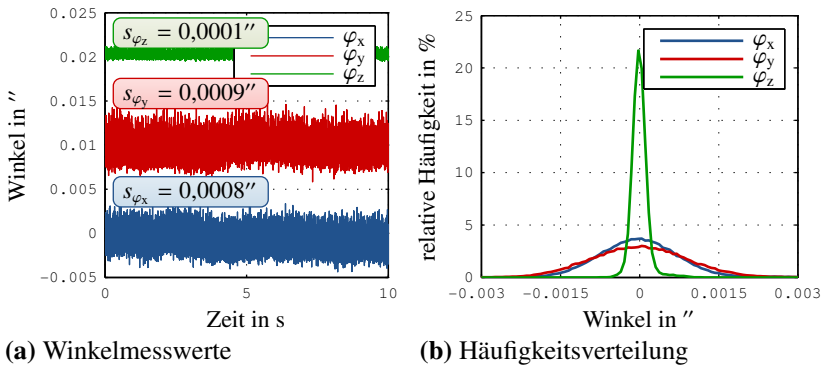 0.025
0.02
0.015
0.01
0.005
0
−0.005
Winkel in ″
s_φz = 0,0001″
s_φy = 0,0009″
s_φx = 0,0008″
φx
φy
φz
0
5
10
Zeit in s
(a) Winkelmesswerte
25
20
15
10
5
0
relative Häufigkeit in %
φx
φy
φz
−0.003
−0.0015
0
0.0015
0.003
Winkel in ″
(b) Häufigkeitsverteilung